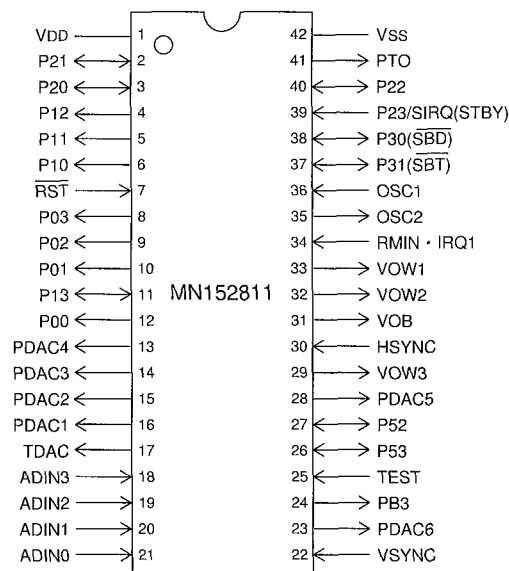 VDD 1 42 VSS
P21 2 41 PTO
P20 3 40 P22
P12 4 39 P23/SIRQ(STBY)
P11 5 38 P30(SBD)
P10 6 37 P31(SBT)
RST 7 36 OSC1
P03 8 35 OSC2
P02 9 34 RMIN · IRQ1
P01 10 33 VOW1
P13 11 MN152811 32 VOW2
P00 12 31 VOB
PDAC4 13 30 HSYNC
PDAC3 14 29 VOW3
PDAC2 15 28 PDAC5
PDAC1 16 27 P52
TDAC 17 26 P53
ADIN3 18 25 TEST
ADIN2 19 24 PB3
ADIN1 20 23 PDAC6
ADIN0 21 22 VSYNC